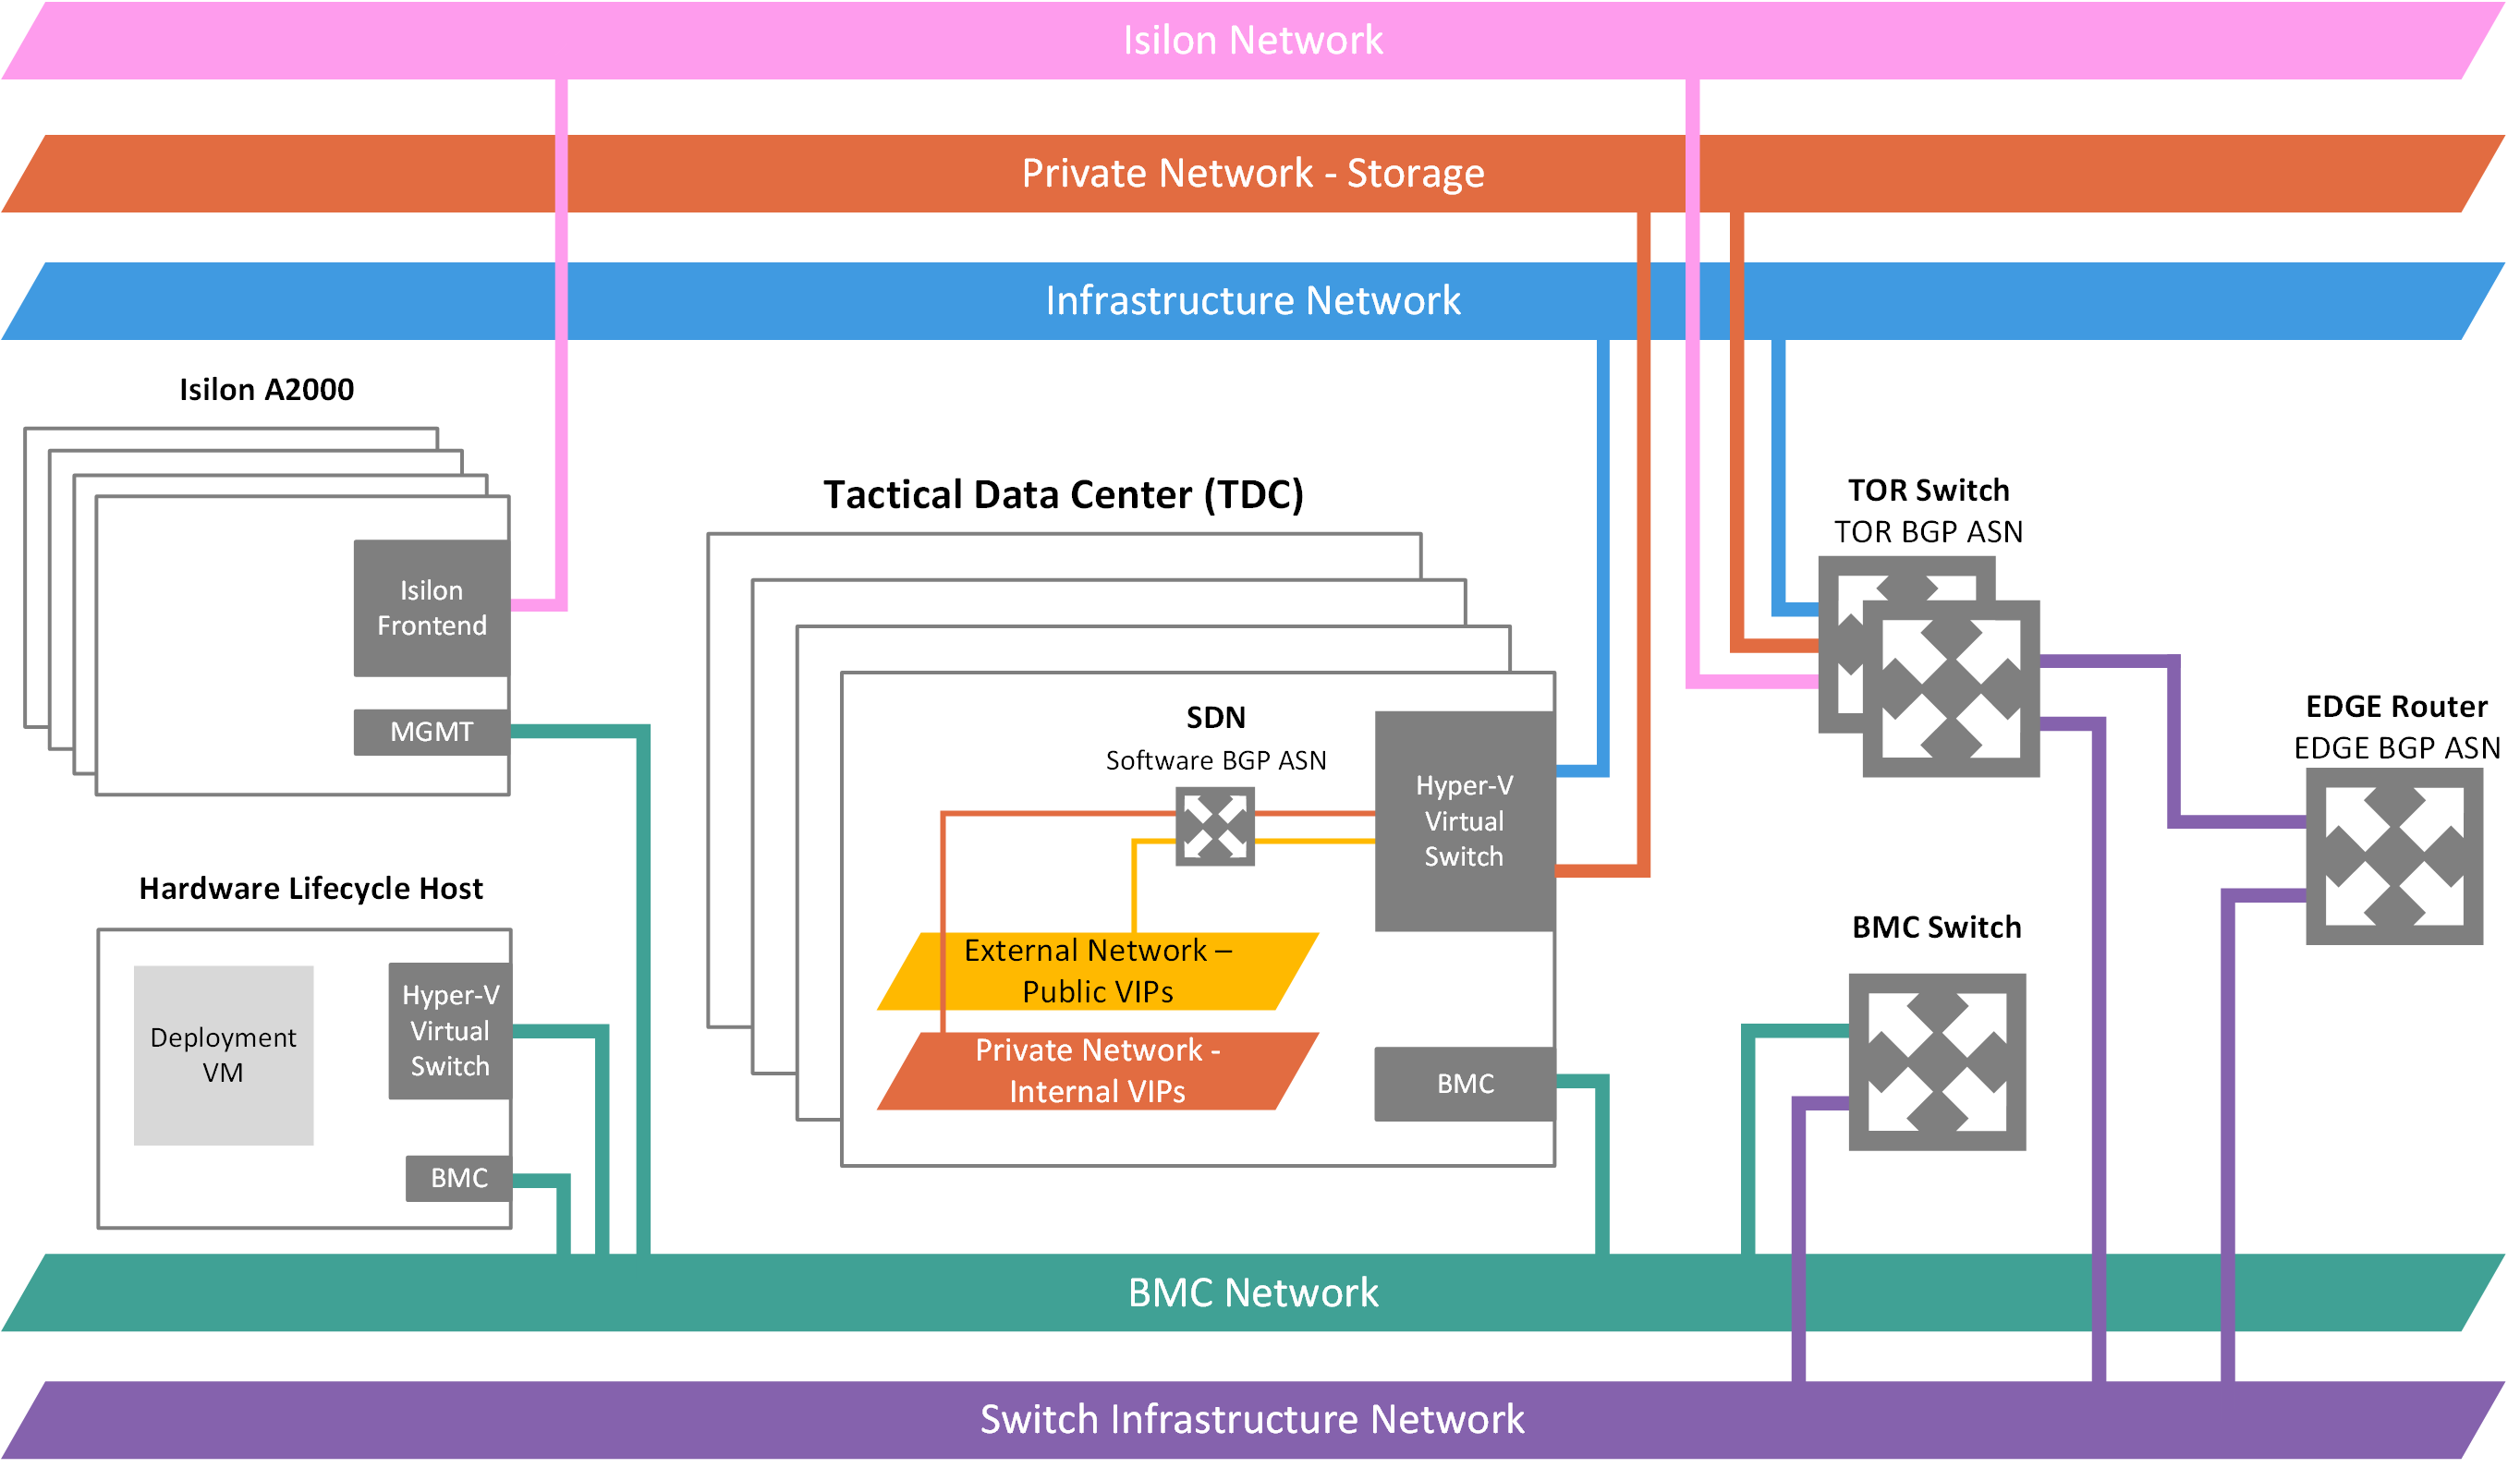 Isilon Network
Private Network - Storage
Infrastructure Network
Isilon A2000
Isilon
Frontend
MGMT
Hardware Lifecycle Host
Deployment
VM
Hyper-V
Virtual
Switch
BMC
Tactical Data Center (TDC)
SDN
Software BGP ASN
Hyper-V
Virtual
Switch
External Network –
Public VIPs
Private Network -
Internal VIPs
BMC
TOR Switch
TOR BGP ASN
EDGE Router
EDGE BGP ASN
BMC Switch
BMC Network
Switch Infrastructure Network